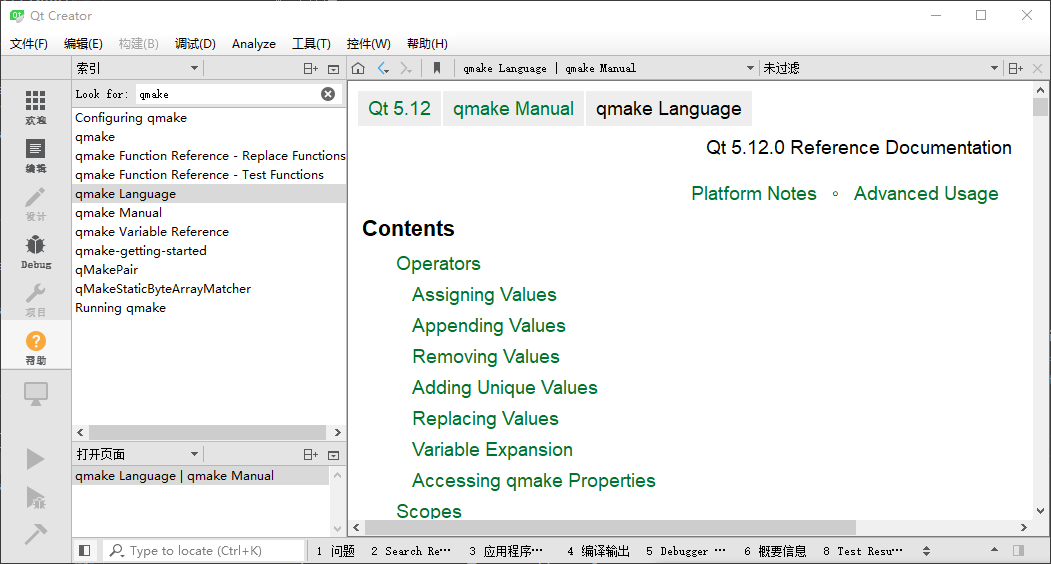 Qt Creator
文件(F) 编辑(E) 构建(B) 调试(D) Analyze 工具(T) 控件(W) 帮助(H)
索引
qmake Language | qmake Manual
未过滤
Look for: qmake
欢迎
编辑
设计
Debug
项目
帮助
Configuring qmake
qmake
qmake Function Reference - Replace Functions
qmake Function Reference - Test Functions
qmake Language
qmake Manual
qmake Variable Reference
qmake-getting-started
qMakePair
qMakeStaticByteArrayMatcher
Running qmake
打开页面
qmake Language | qmake Manual
Qt 5.12 qmake Manual qmake Language
Qt 5.12.0 Reference Documentation
Platform Notes ◦ Advanced Usage
Contents
Operators
Assigning Values
Appending Values
Removing Values
Adding Unique Values
Replacing Values
Variable Expansion
Accessing qmake Properties
Scopes
Type to locate (Ctrl+K) 1 问题 2 Search Re… 3 应用程序… 4 编译输出 5 Debugger … 6 概要信息 8 Test Resu…